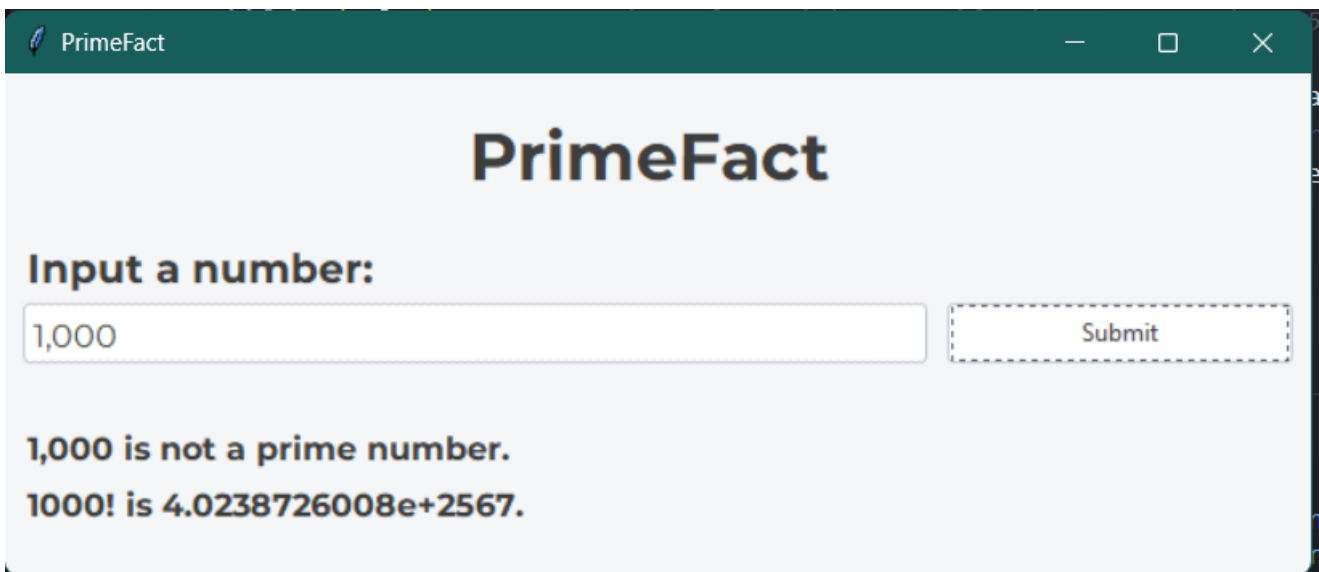 PrimeFact
PrimeFact
Input a number:
1,000 Submit
1,000 is not a prime number.
1000! is 4.0238726008e+2567.